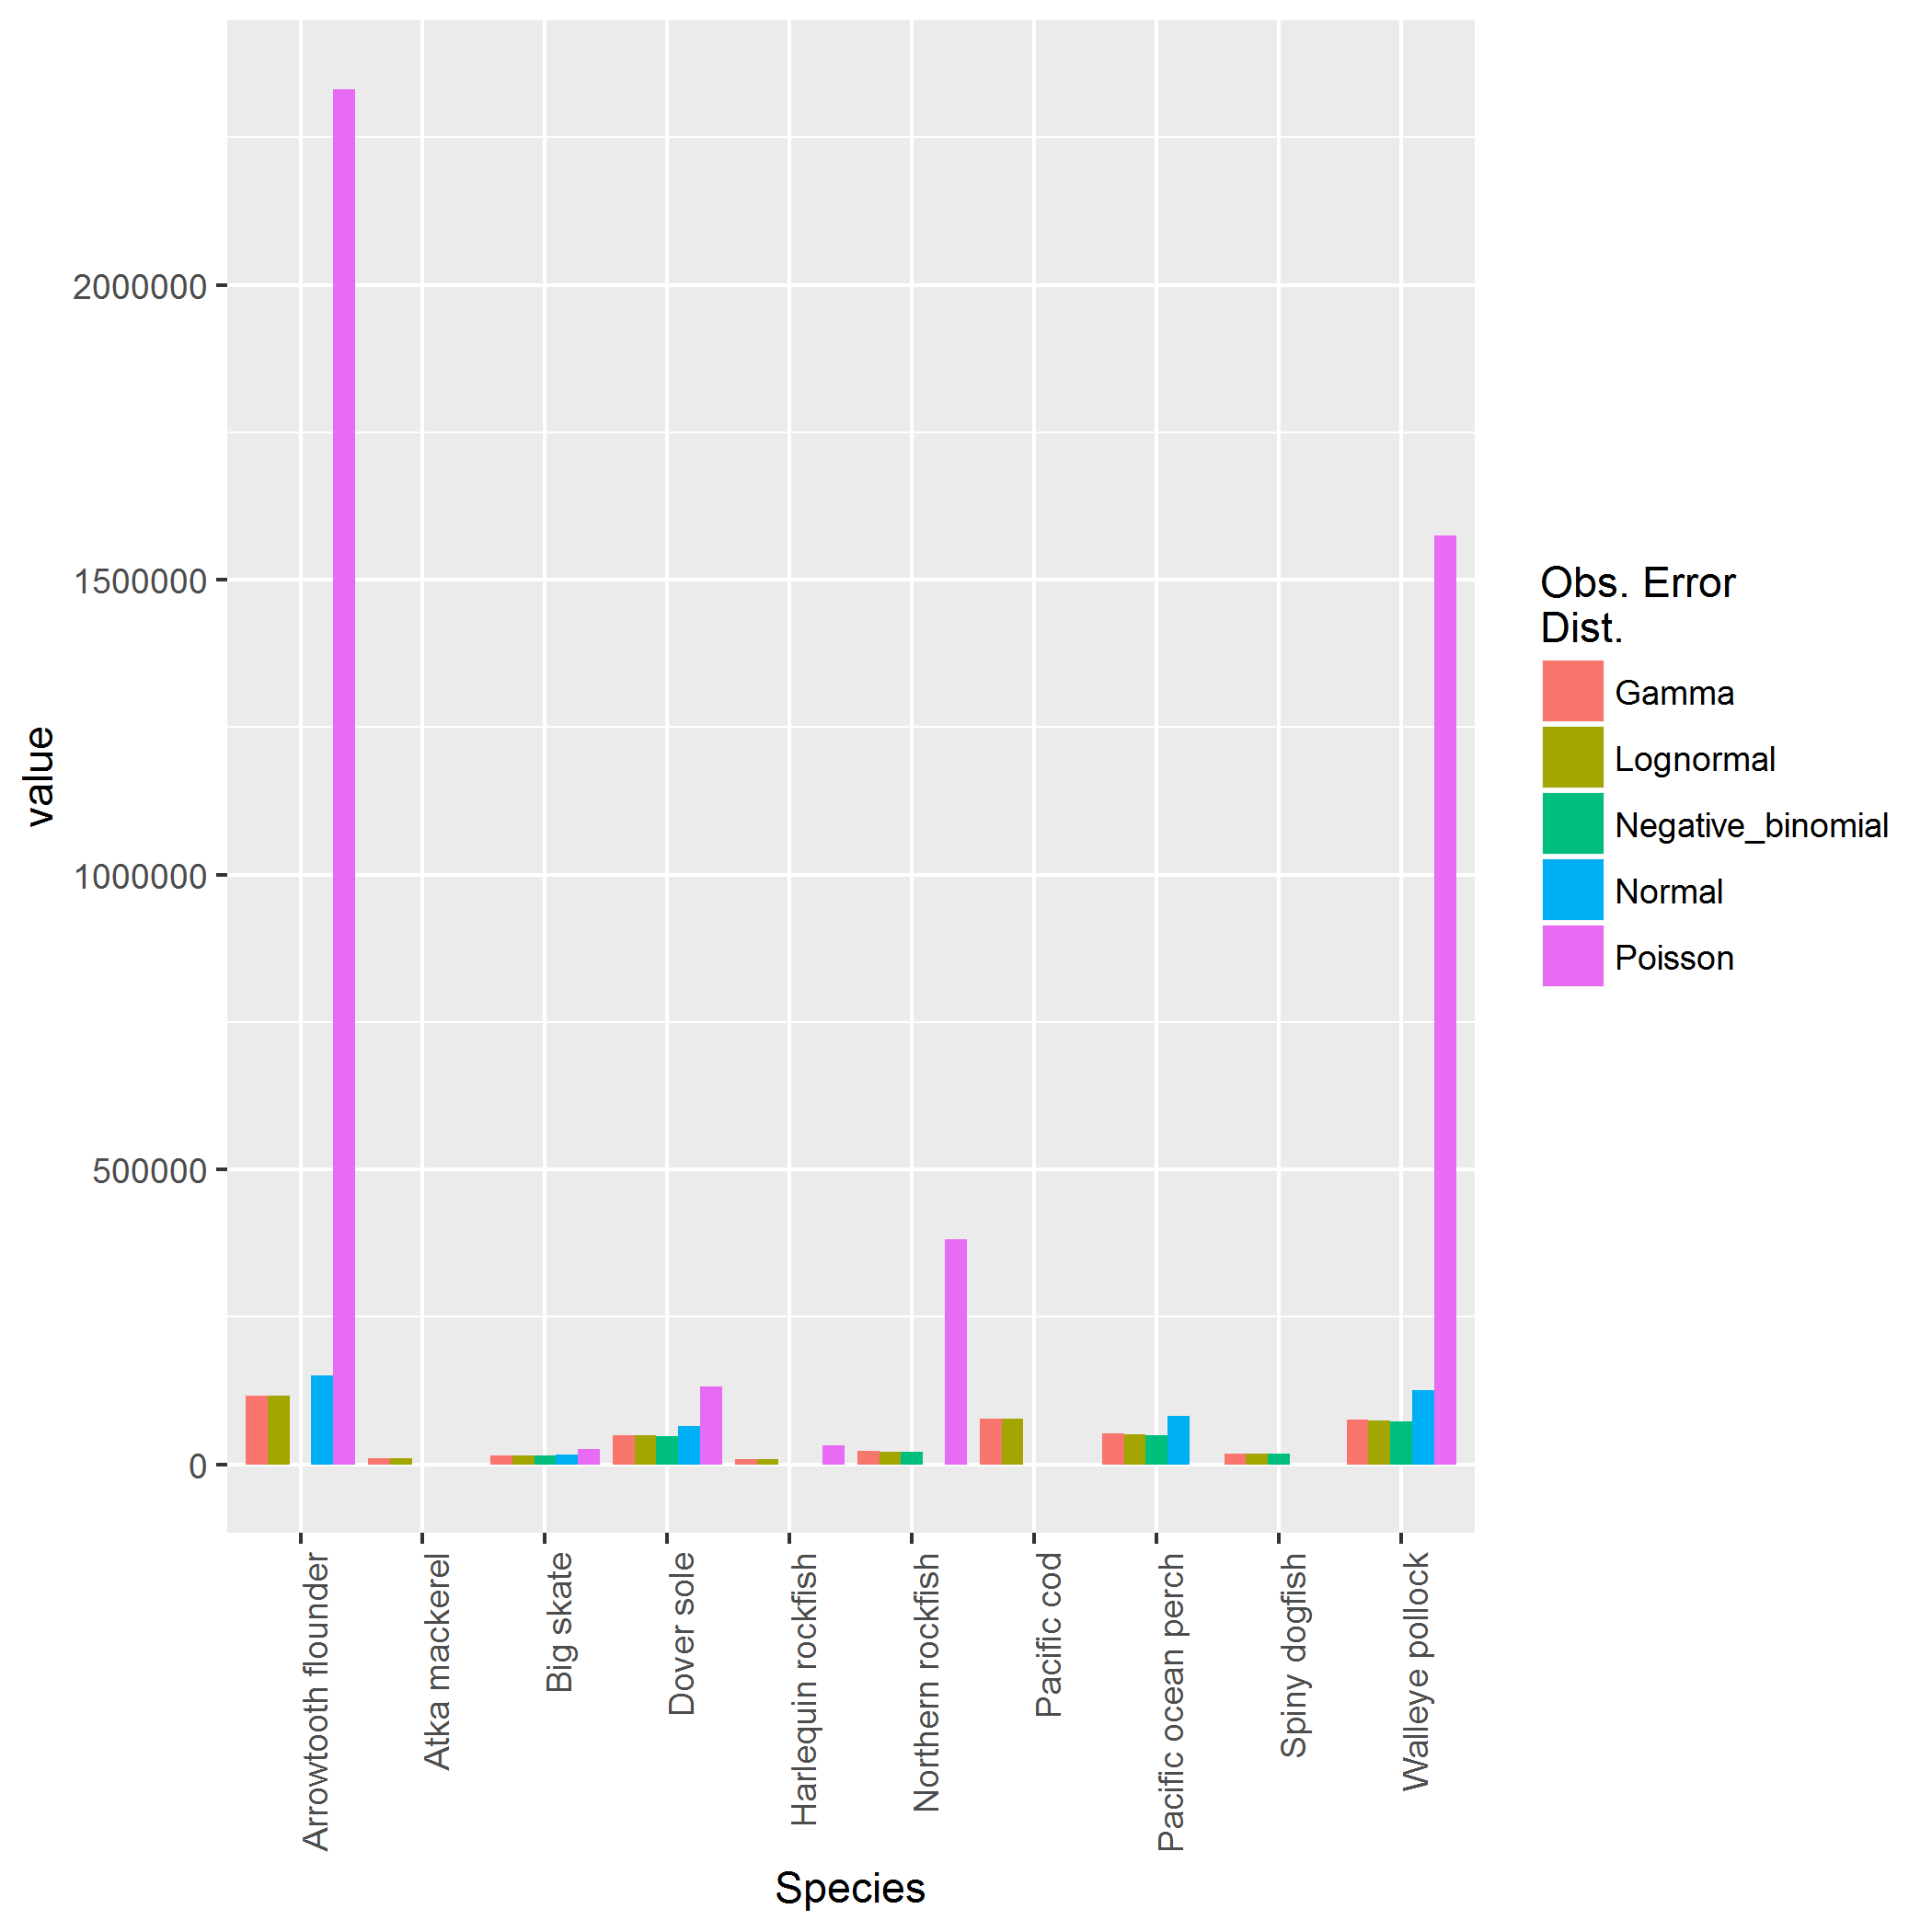 value
2000000
1500000
1000000
500000
0
Arrowtooth flounder
Atka mackerel
Big skate
Dover sole
Harlequin rockfish
Northern rockfish
Pacific cod
Pacific ocean perch
Spiny dogfish
Walleye pollock
Species
Obs. Error
Dist.
Gamma
Lognormal
Negative_binomial
Normal
Poisson